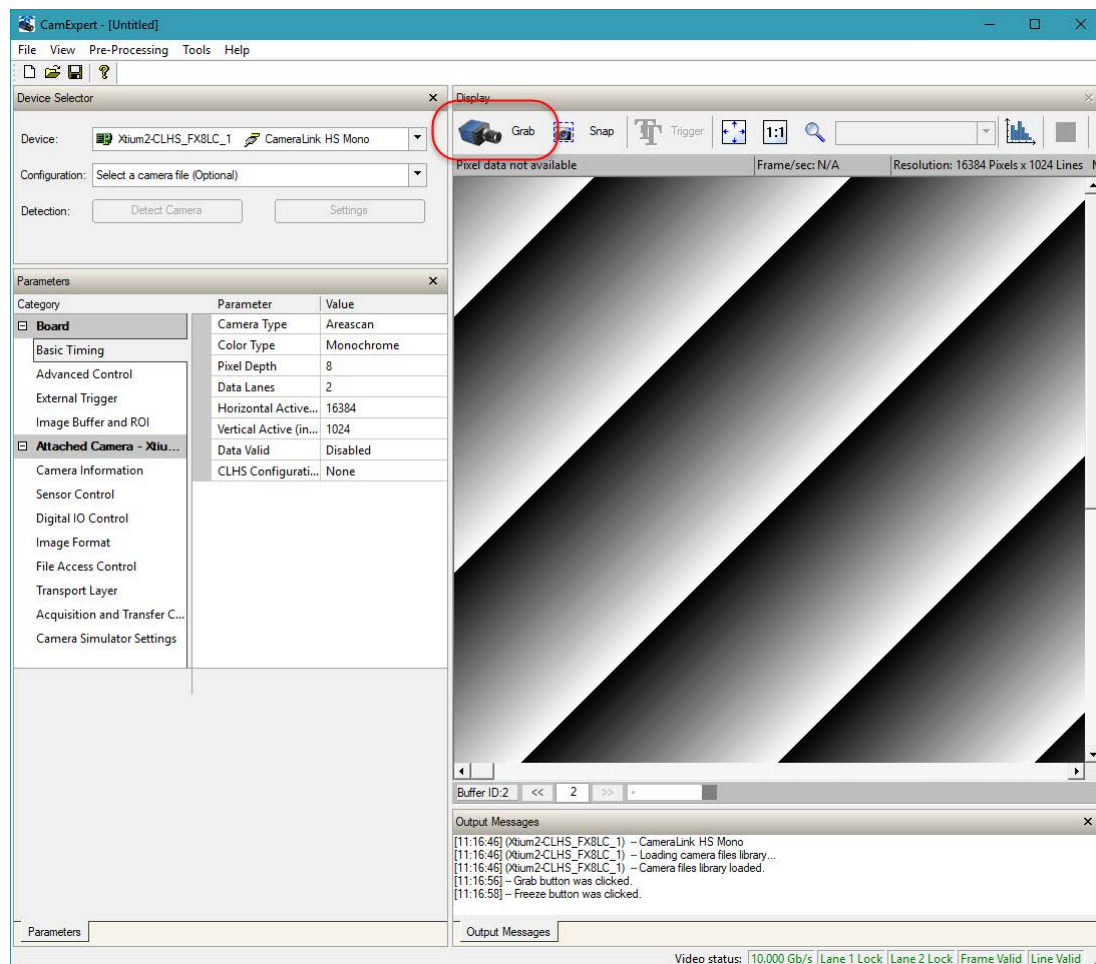 CamExpert - [Untitled]
File View Pre-Processing Tools Help
Device Selector
Device: Xtium2-CLHS_FX8LC_1 CameraLink HS Mono
Configuration: Select a camera file (Optional)
Detection: Detect Camera Settings
Parameters
Category Parameter Value
Board Camera Type Areascan
Basic Timing Color Type Monochrome
Advanced Control Pixel Depth 8
External Trigger Data Lanes 2
Image Buffer and ROI Horizontal Active... 16384
Attached Camera - Xtiu... Vertical Active (in... 1024
Camera Information Data Valid Disabled
Sensor Control CLHS Configurati... None
Digital IO Control
Image Format
File Access Control
Transport Layer
Acquisition and Transfer C...
Camera Simulator Settings
Parameters
Display
Grab Snap Trigger 1:1
Pixel data not available Frame/sec: N/A Resolution: 16384 Pixels x 1024 Lines
Buffer ID:2 << 2 >>
Output Messages
[11:16:46] (Xtium2-CLHS_FX8LC_1) -- CameraLink HS Mono
[11:16:46] (Xtium2-CLHS_FX8LC_1) -- Loading camera files library...
[11:16:46] (Xtium2-CLHS_FX8LC_1) -- Camera files library loaded.
[11:16:56] -- Grab button was clicked.
[11:16:58] -- Freeze button was clicked.
Output Messages
Video status: 10.000 Gb/s Lane 1 Lock Lane 2 Lock Frame Valid Line Valid